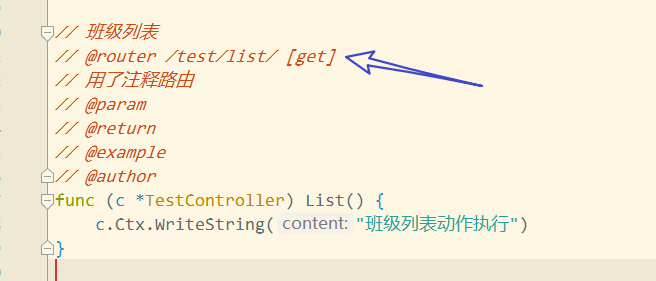 // 班级列表
// @router /test/list/ [get]
// 用了注释路由
// @param
// @return
// @example
// @author
func (c *TestController) List() {
c.Ctx.WriteString( content: "班级列表动作执行")
}